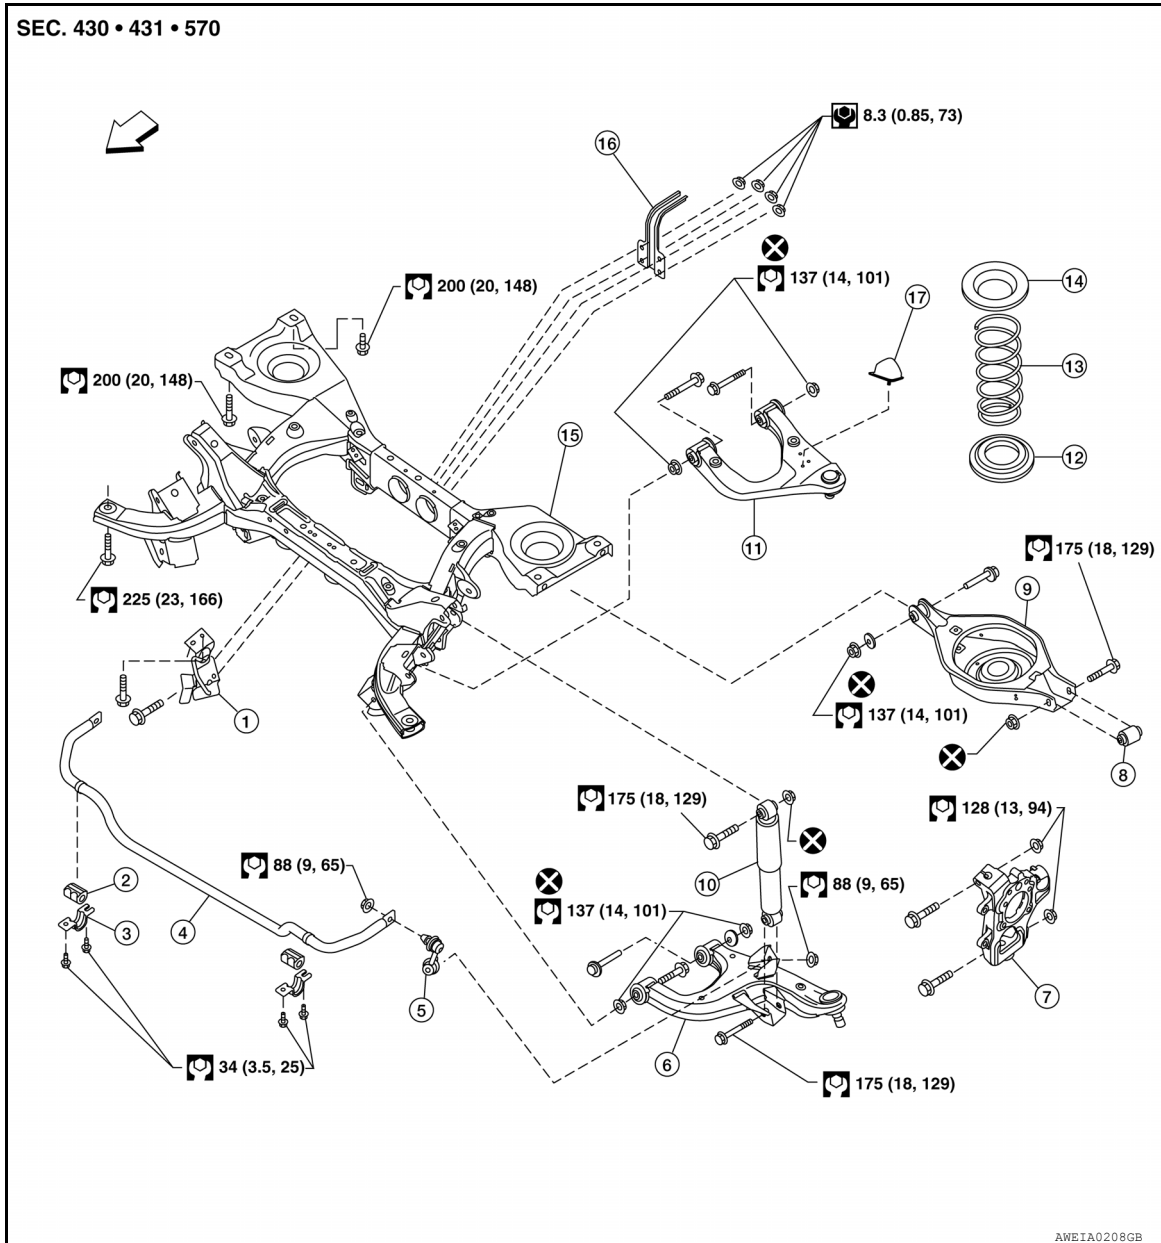 SEC. 430 • 431 • 570
8.3 (0.85, 73)
16
137 (14, 101)
200 (20, 148)
14
17
13
200 (20, 148)
15
12
11
175 (18, 129)
9
225 (23, 166)
1
137 (14, 101)
8
175 (18, 129)
128 (13, 94)
88 (9, 65)
2
10
88 (9, 65)
137 (14, 101)
3
4
5
7
6
34 (3.5, 25)
175 (18, 129)
AWEIA0208GB